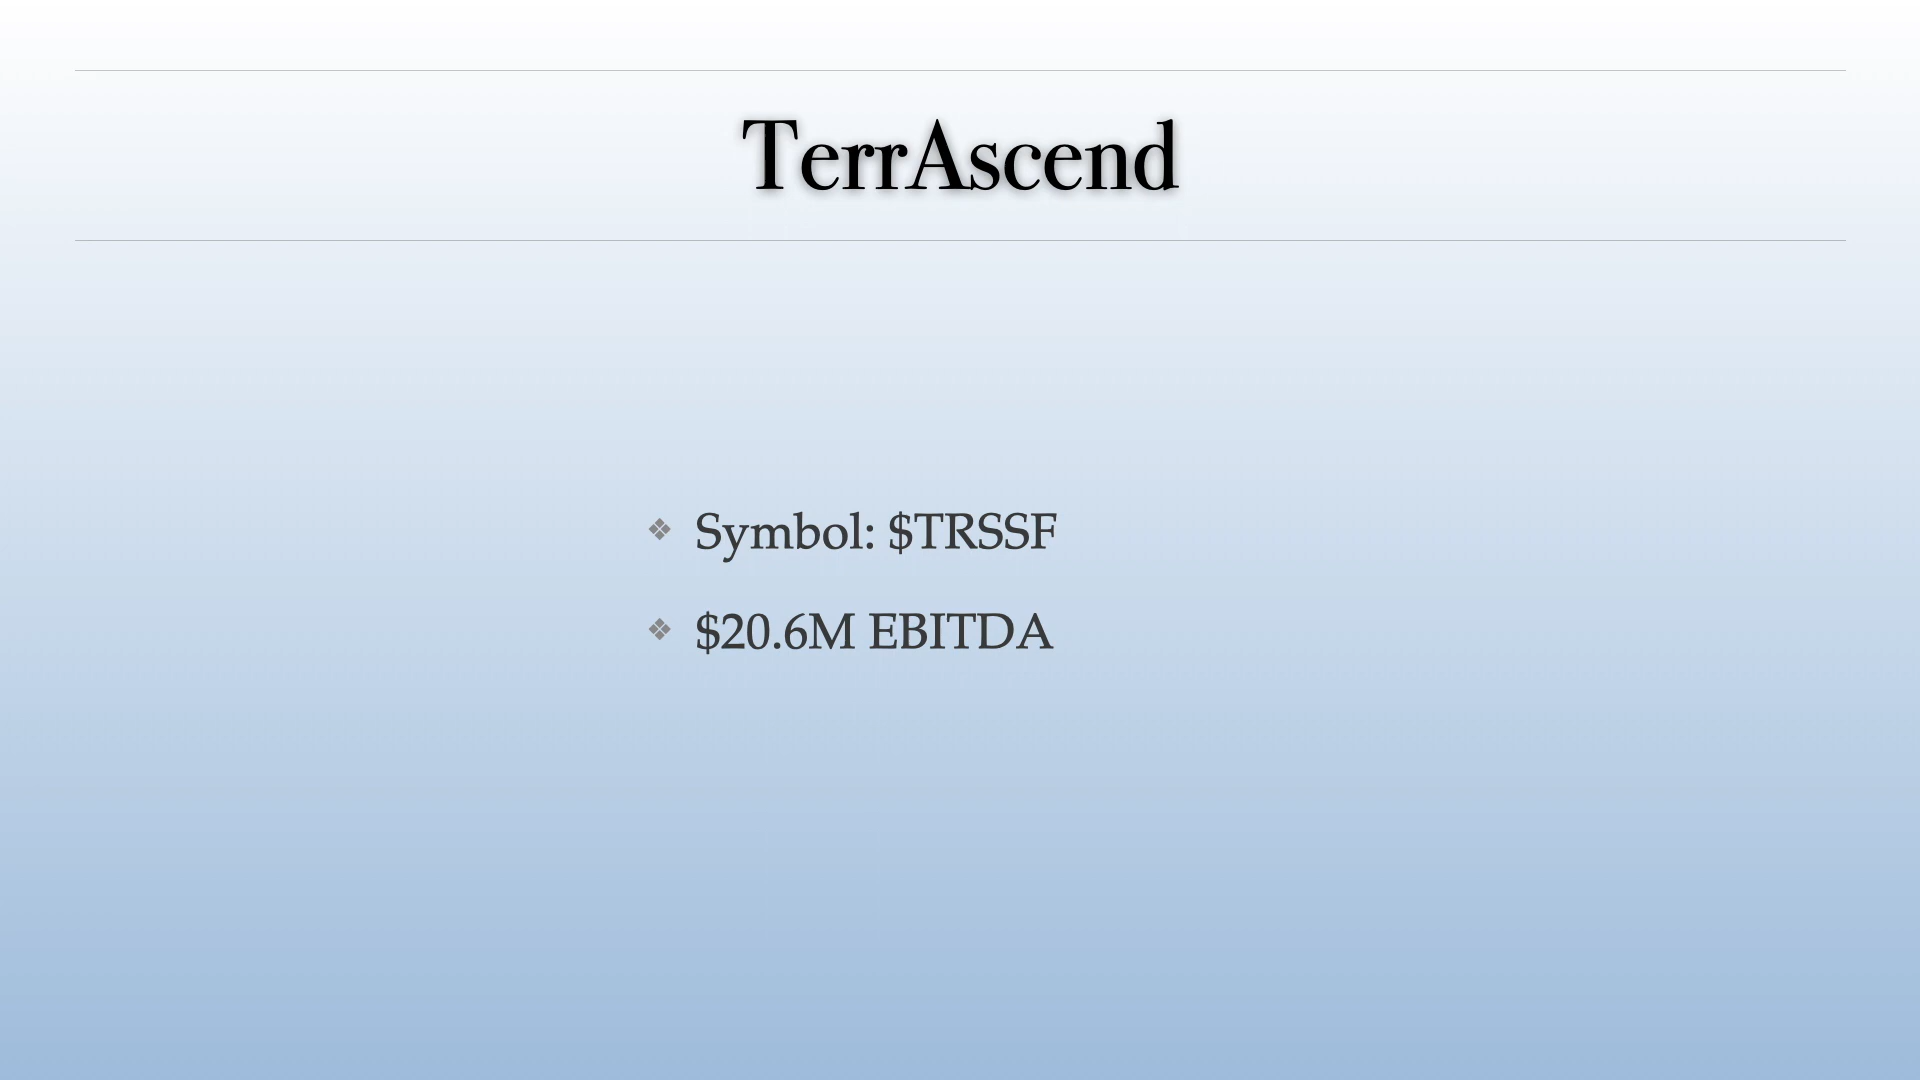 TerrAscend
❖ Symbol: $TRSSF
❖ $20.6M EBITDA